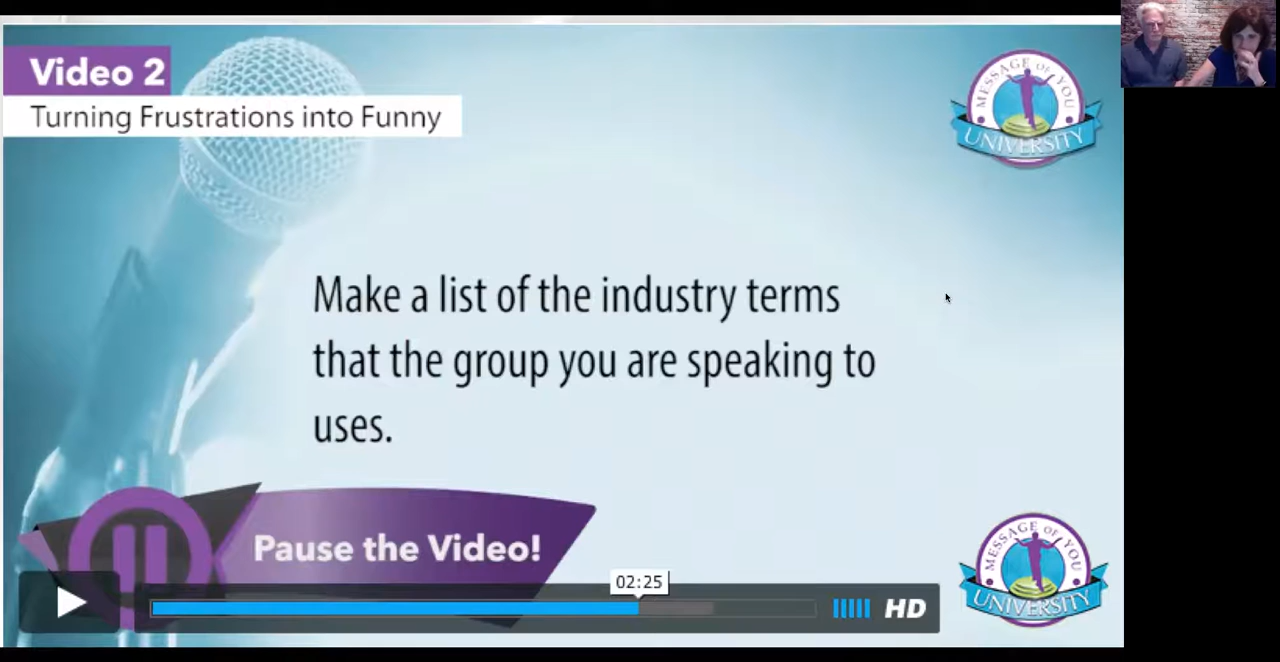 Video 2
Turning Frustrations into Funny
MESSAGE OF YOU
UNIVERSITY
Make a list of the industry terms
that the group you are speaking to
uses.
Pause the Video!
02:25
HD
MESSAGE OF YOU
UNIVERSITY